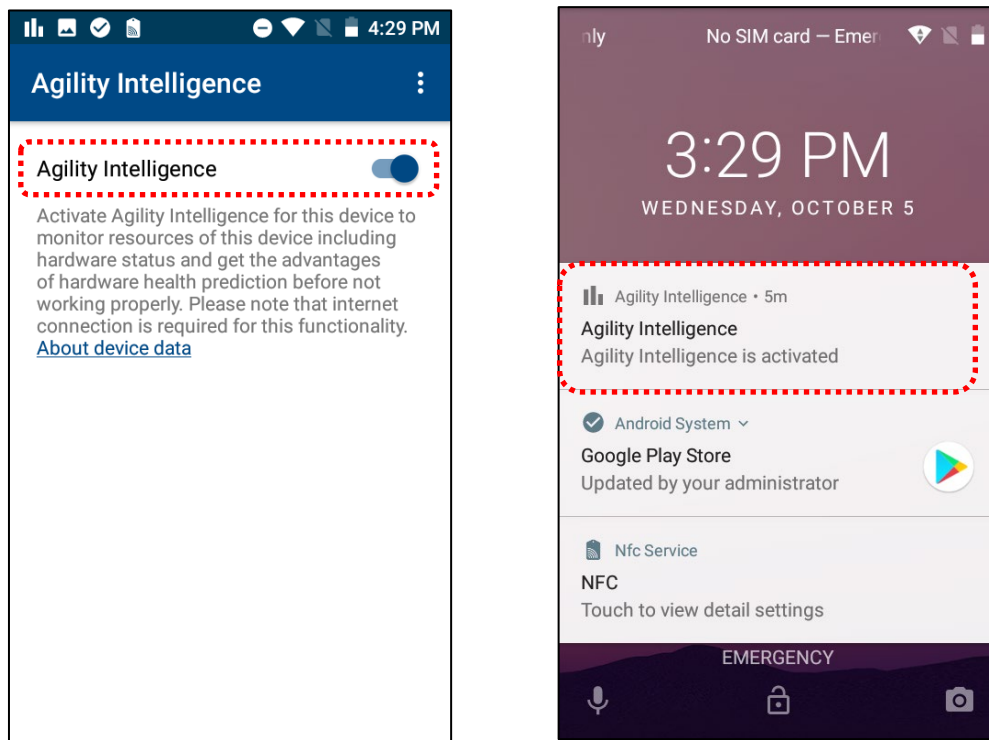 4:29 PM
Agility Intelligence
Agility Intelligence
Activate Agility Intelligence for this device to
monitor resources of this device including
hardware status and get the advantages
of hardware health prediction before not
working properly. Please note that internet
connection is required for this functionality.
About device data
nly No SIM card — Emer
3:29 PM
WEDNESDAY, OCTOBER 5
Agility Intelligence • 5m
Agility Intelligence
Agility Intelligence is activated
Android System
Google Play Store
Updated by your administrator
Nfc Service
NFC
Touch to view detail settings
EMERGENCY